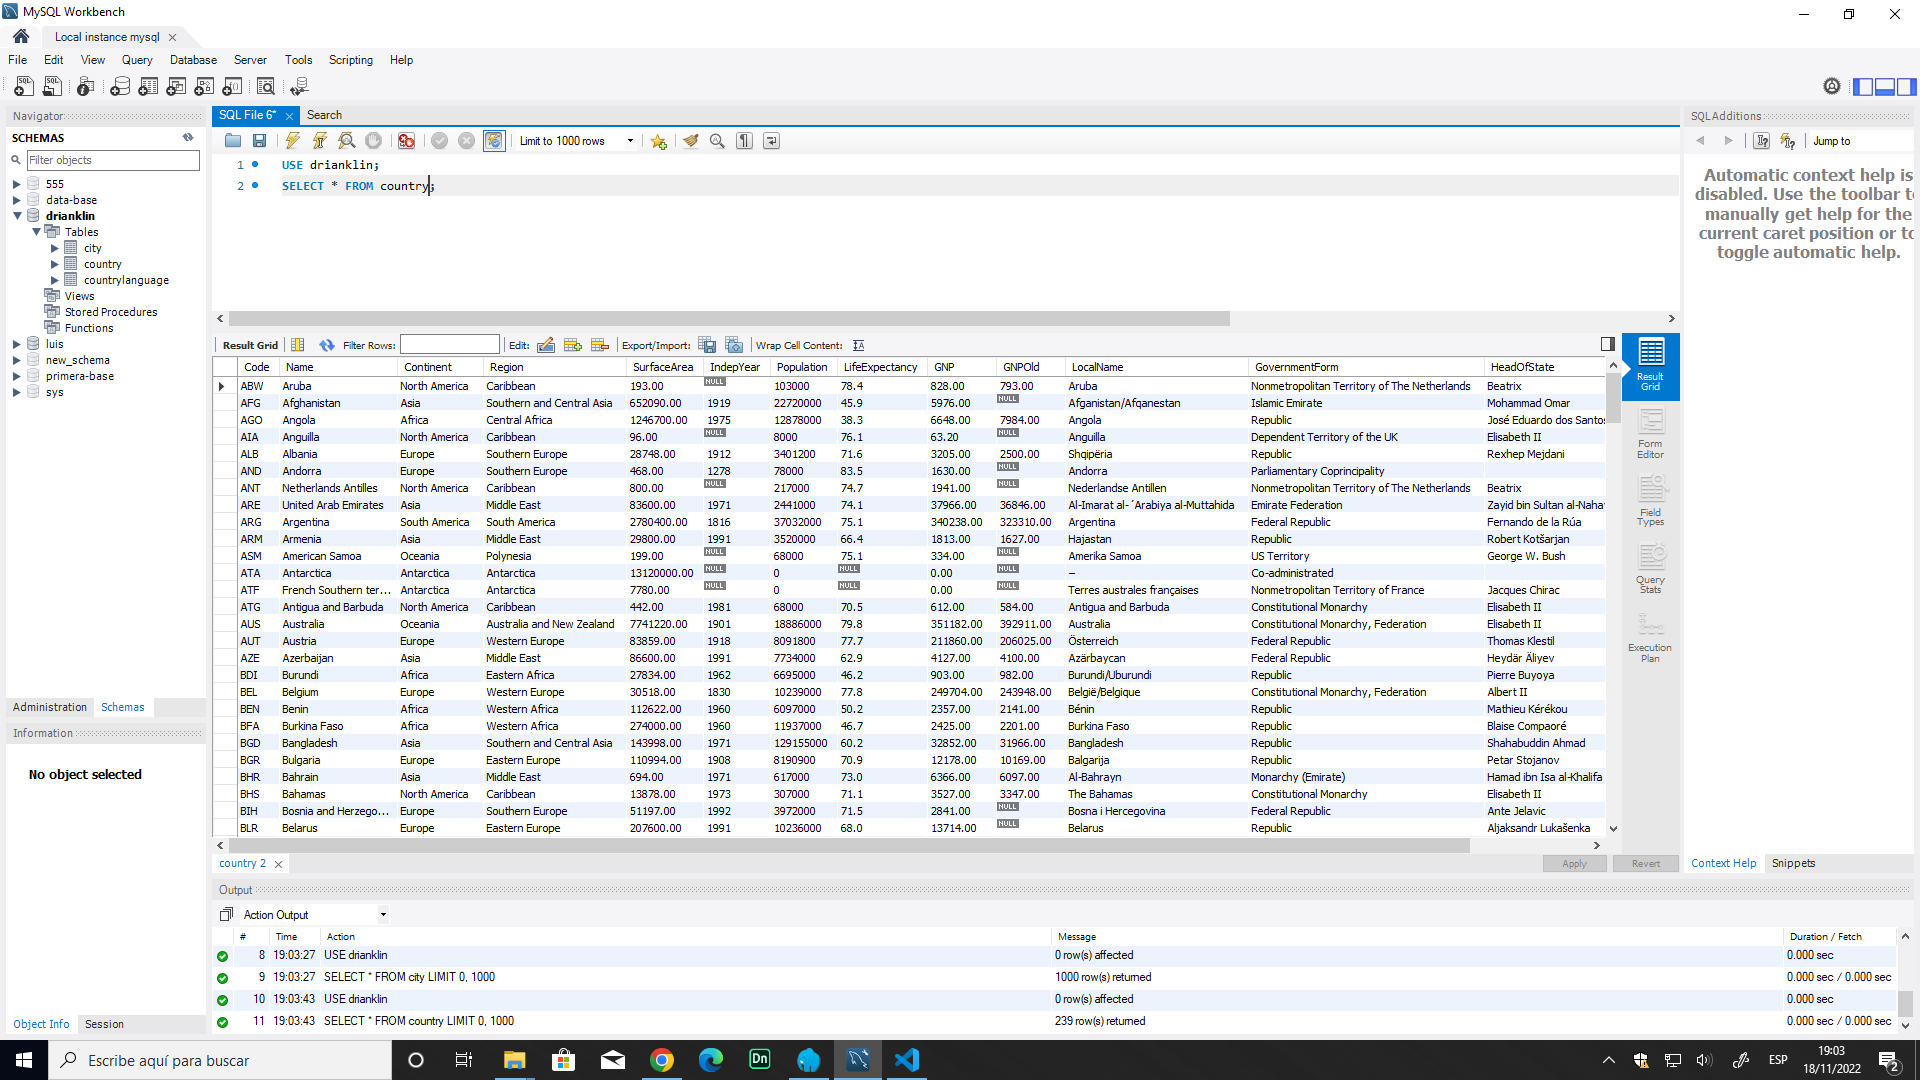 MySQL Workbench
Local instance mysql
File Edit View Query Database Server Tools Scripting Help
Navigator
SCHEMAS
Filter objects
555
data-base
drianklin
Tables
city
country
countrylanguage
Views
Stored Procedures
Functions
luis
new_schema
primera-base
sys
Administration Schemas
Information
No object selected
Object Info Session
SQL File 6* Search
Limit to 1000 rows
1 USE drianklin;
2 SELECT * FROM country;
Result Grid Filter Rows: Edit: Export/Import: Wrap Cell Content:
Code Name Continent Region SurfaceArea IndepYear Population LifeExpectancy GNP GNPOld LocalName GovernmentForm HeadOfState
ABW Aruba North America Caribbean 193.00 NULL 103000 78.4 828.00 793.00 Aruba Nonmetropolitan Territory of The Netherlands Beatrix
AFG Afghanistan Asia Southern and Central Asia 652090.00 1919 22720000 45.9 5976.00 NULL Afganistan/Afqanestan Islamic Emirate Mohammad Omar
AGO Angola Africa Central Africa 1246700.00 1975 12878000 38.3 6648.00 7984.00 Angola Republic José Eduardo dos Santos
AIA Anguilla North America Caribbean 96.00 NULL 8000 76.1 63.20 NULL Anguilla Dependent Territory of the UK Elisabeth II
ALB Albania Europe Southern Europe 28748.00 1912 3401200 71.6 3205.00 2500.00 Shqipëria Republic Rexhep Mejdani
AND Andorra Europe Southern Europe 468.00 1278 78000 83.5 1630.00 NULL Andorra Parliamentary Coprincipality
ANT Netherlands Antilles North America Caribbean 800.00 NULL 217000 74.7 1941.00 NULL Nederlandse Antillen Nonmetropolitan Territory of The Netherlands Beatrix
ARE United Arab Emirates Asia Middle East 83600.00 1971 2441000 74.1 37966.00 36846.00 Al-Imarat al-´Arabiya al-Muttahida Emirate Federation Zayid bin Sultan al-Nahay
ARG Argentina South America South America 2780400.00 1816 37032000 75.1 340238.00 323310.00 Argentina Federal Republic Fernando de la Rúa
ARM Armenia Asia Middle East 29800.00 1991 3520000 66.4 1813.00 1627.00 Hajastan Republic Robert Kotšarjan
ASM American Samoa Oceania Polynesia 199.00 NULL 68000 75.1 334.00 NULL Amerika Samoa US Territory George W. Bush
ATA Antarctica Antarctica Antarctica 13120000.00 NULL 0 NULL 0.00 NULL – Co-administrated
ATF French Southern ter... Antarctica Antarctica 7780.00 NULL 0 NULL 0.00 NULL Terres australes françaises Nonmetropolitan Territory of France Jacques Chirac
ATG Antigua and Barbuda North America Caribbean 442.00 1981 68000 70.5 612.00 584.00 Antigua and Barbuda Constitutional Monarchy Elisabeth II
AUS Australia Oceania Australia and New Zealand 7741220.00 1901 18886000 79.8 351182.00 392911.00 Australia Constitutional Monarchy, Federation Elisabeth II
AUT Austria Europe Western Europe 83859.00 1918 8091800 77.7 211860.00 206025.00 Österreich Federal Republic Thomas Klestil
AZE Azerbaijan Asia Middle East 86600.00 1991 7734000 62.9 4127.00 4100.00 Azärbaycan Federal Republic Heydär Äliyev
BDI Burundi Africa Eastern Africa 27834.00 1962 6695000 46.2 903.00 982.00 Burundi/Uburundi Republic Pierre Buyoya
BEL Belgium Europe Western Europe 30518.00 1830 10239000 77.8 249704.00 243948.00 België/Belgique Constitutional Monarchy, Federation Albert II
BEN Benin Africa Western Africa 112622.00 1960 6097000 50.2 2357.00 2141.00 Bénin Republic Mathieu Kérékou
BFA Burkina Faso Africa Western Africa 274000.00 1960 11937000 46.7 2425.00 2201.00 Burkina Faso Republic Blaise Compaoré
BGD Bangladesh Asia Southern and Central Asia 143998.00 1971 129155000 60.2 32852.00 31966.00 Bangladesh Republic Shahabuddin Ahmad
BGR Bulgaria Europe Eastern Europe 110994.00 1908 8190900 70.9 12178.00 10169.00 Balgarija Republic Petar Stojanov
BHR Bahrain Asia Middle East 694.00 1971 617000 73.0 6366.00 6097.00 Al-Bahrayn Monarchy (Emirate) Hamad ibn Isa al-Khalifa
BHS Bahamas North America Caribbean 13878.00 1973 307000 71.1 3527.00 3347.00 The Bahamas Constitutional Monarchy Elisabeth II
BIH Bosnia and Herzego... Europe Southern Europe 51197.00 1992 3972000 71.5 2841.00 NULL Bosna i Hercegovina Federal Republic Ante Jelavic
BLR Belarus Europe Eastern Europe 207600.00 1991 10236000 68.0 13714.00 NULL Belarus Republic Aljaksandr Lukašenka
country 2
Apply Revert
Result Grid
Form Editor
Field Types
Query Stats
Execution Plan
SQLAdditions
Jump to
Automatic context help is
disabled. Use the toolbar to
manually get help for the
current caret position or to
toggle automatic help.
Context Help Snippets
Output
Action Output
# Time Action Message Duration / Fetch
8 19:03:27 USE drianklin 0 row(s) affected 0.000 sec
9 19:03:27 SELECT * FROM city LIMIT 0, 1000 1000 row(s) returned 0.000 sec / 0.000 sec
10 19:03:43 USE drianklin 0 row(s) affected 0.000 sec
11 19:03:43 SELECT * FROM country LIMIT 0, 1000 239 row(s) returned 0.000 sec / 0.000 sec
Escribe aquí para buscar
Dn
ESP
19:03
18/11/2022
2